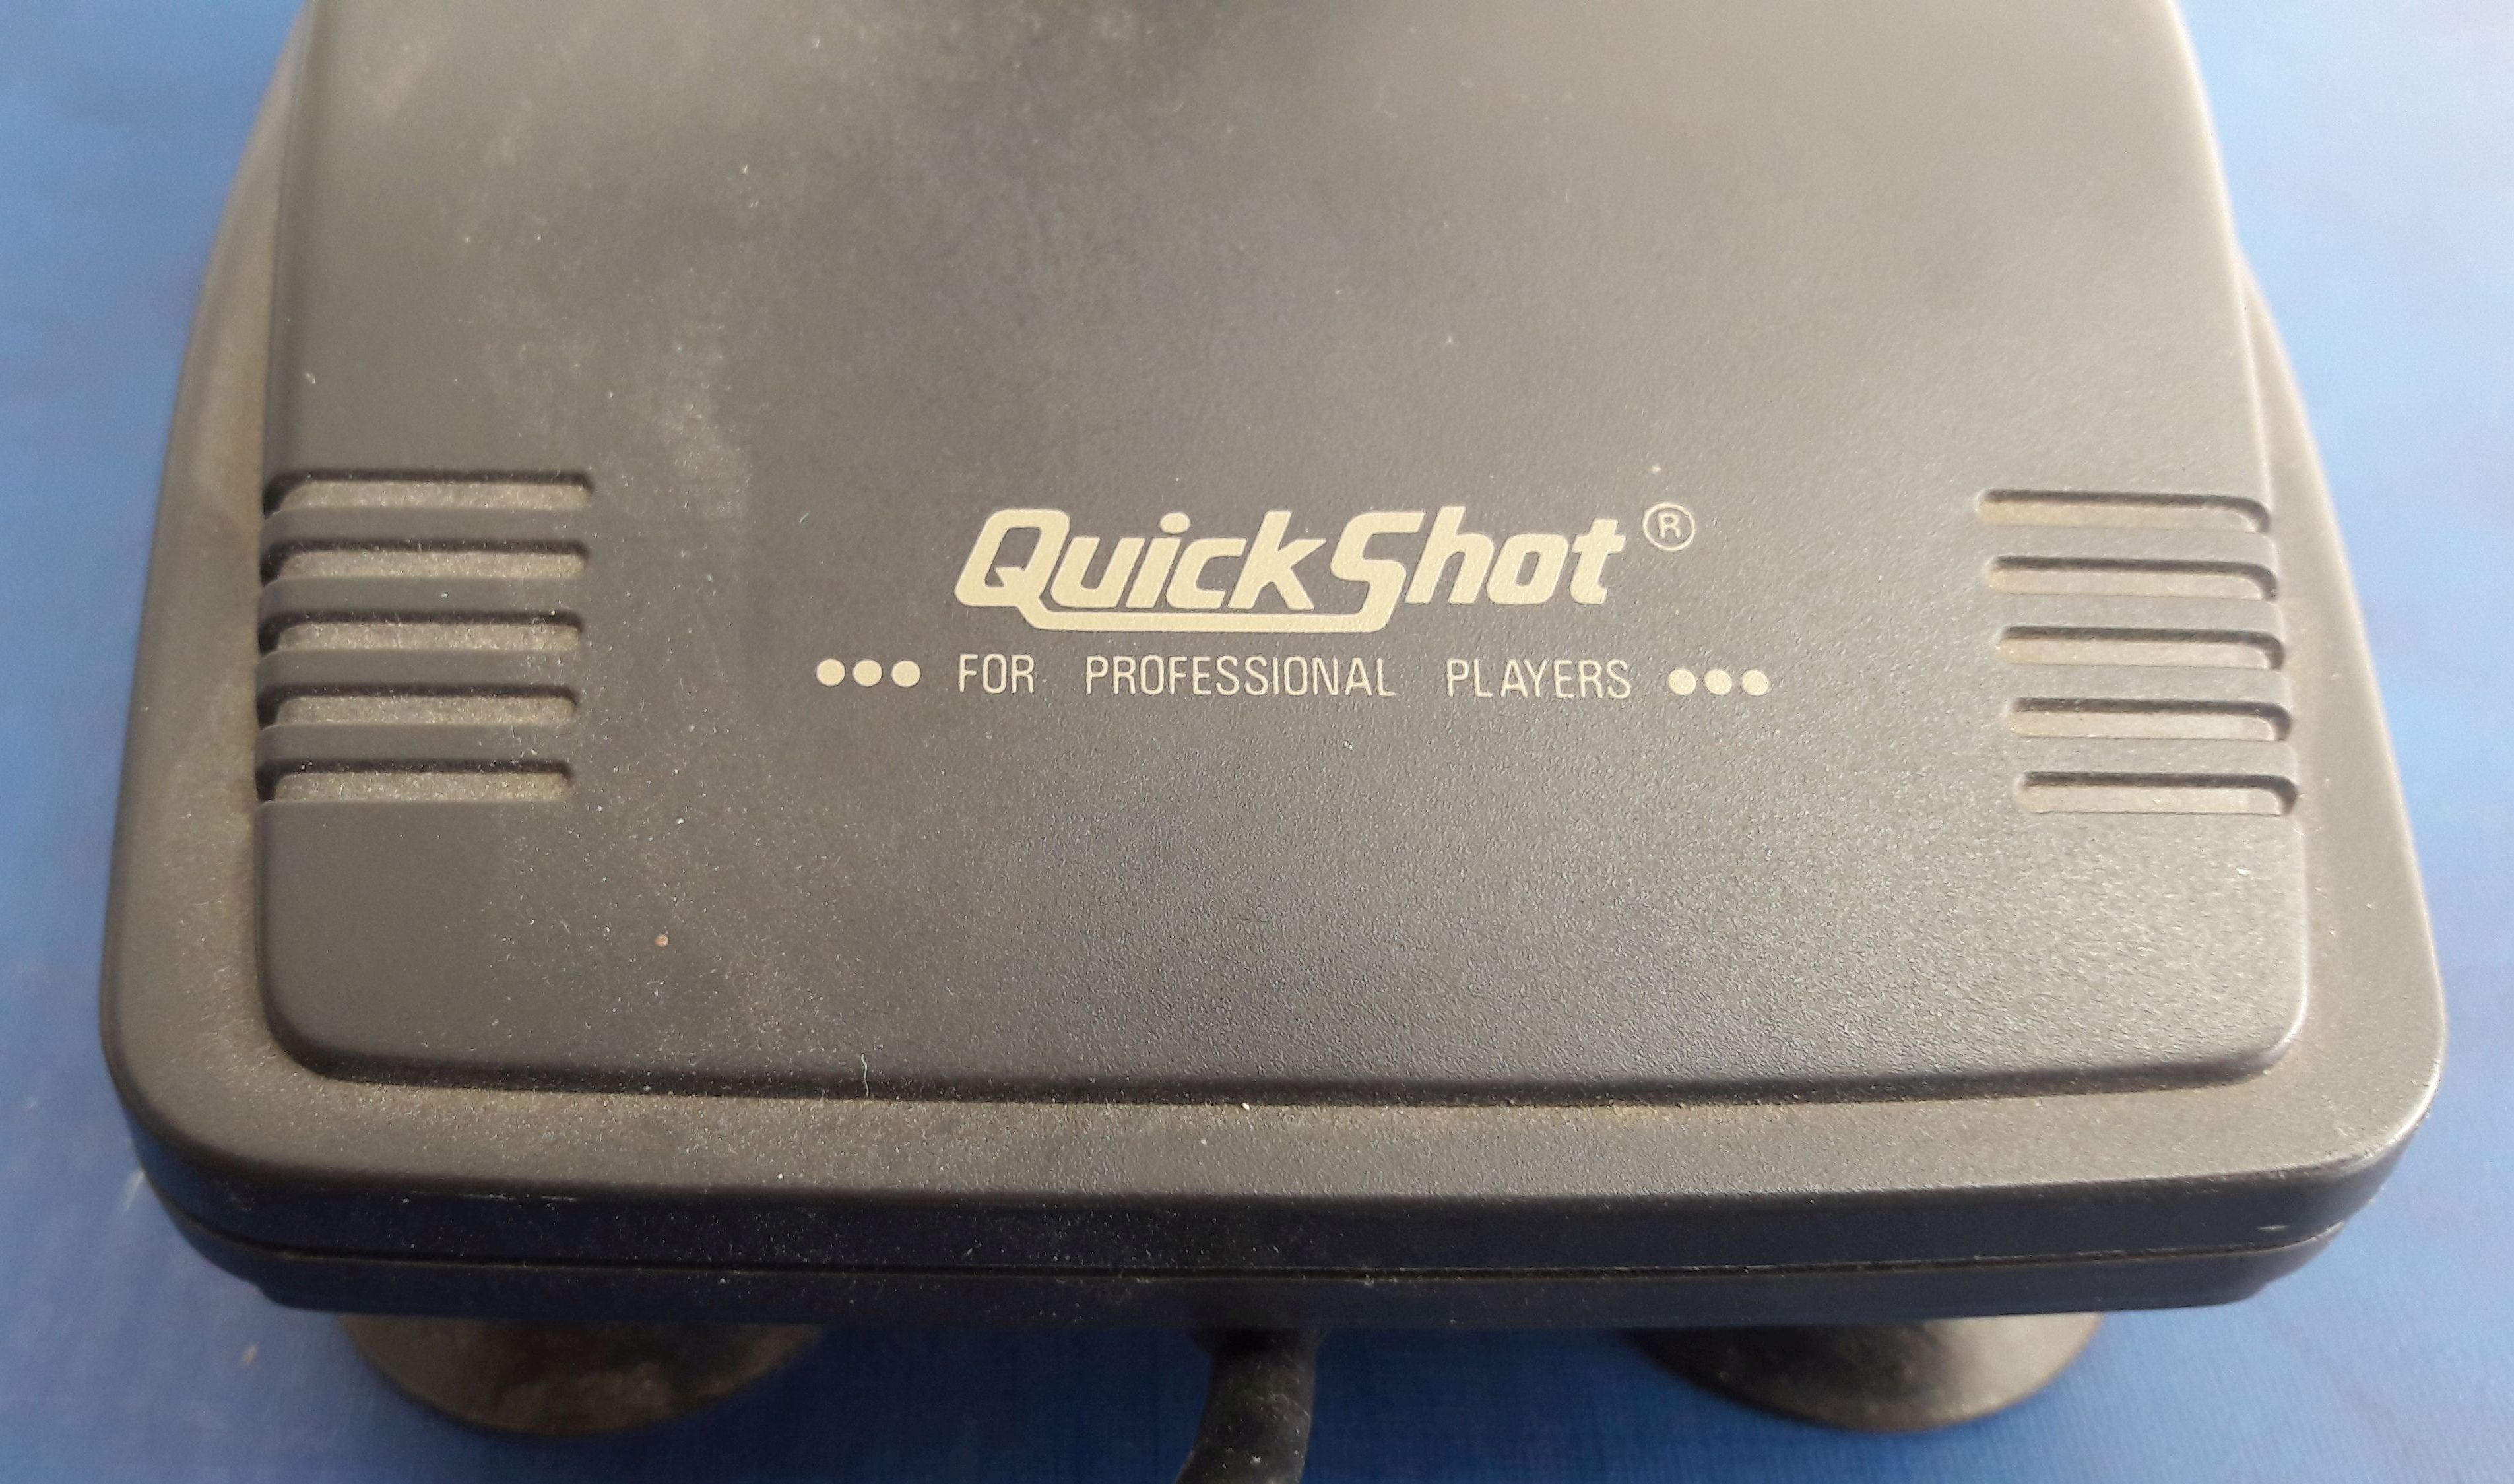 QuickShot®
••• FOR PROFESSIONAL PLAYERS •••